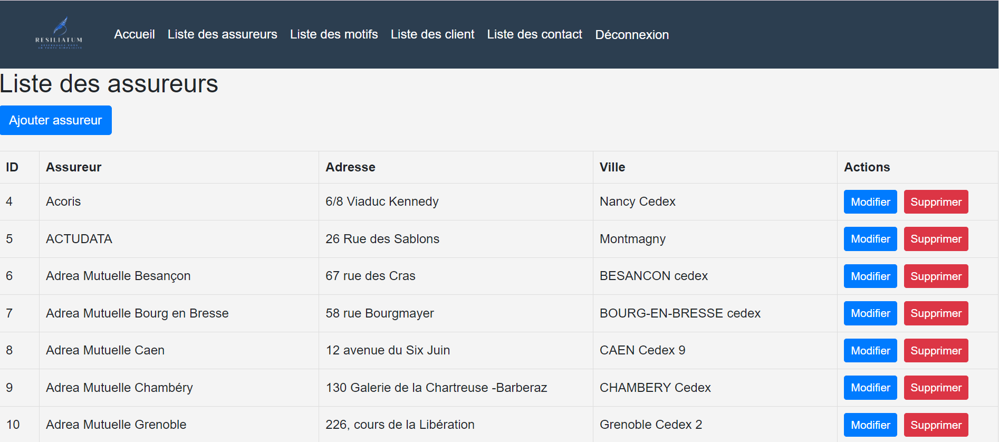 RESILIATUM
Accueil Liste des assureurs Liste des motifs Liste des client Liste des contact Déconnexion
Liste des assureurs
Ajouter assureur
ID Assureur Adresse Ville Actions
4 Acoris 6/8 Viaduc Kennedy Nancy Cedex Modifier Supprimer
5 ACTUDATA 26 Rue des Sablons Montmagny Modifier Supprimer
6 Adrea Mutuelle Besançon 67 rue des Cras BESANCON cedex Modifier Supprimer
7 Adrea Mutuelle Bourg en Bresse 58 rue Bourgmayer BOURG-EN-BRESSE cedex Modifier Supprimer
8 Adrea Mutuelle Caen 12 avenue du Six Juin CAEN Cedex 9 Modifier Supprimer
9 Adrea Mutuelle Chambéry 130 Galerie de la Chartreuse -Barberaz CHAMBERY Cedex Modifier Supprimer
10 Adrea Mutuelle Grenoble 226, cours de la Libération Grenoble Cedex 2 Modifier Supprimer